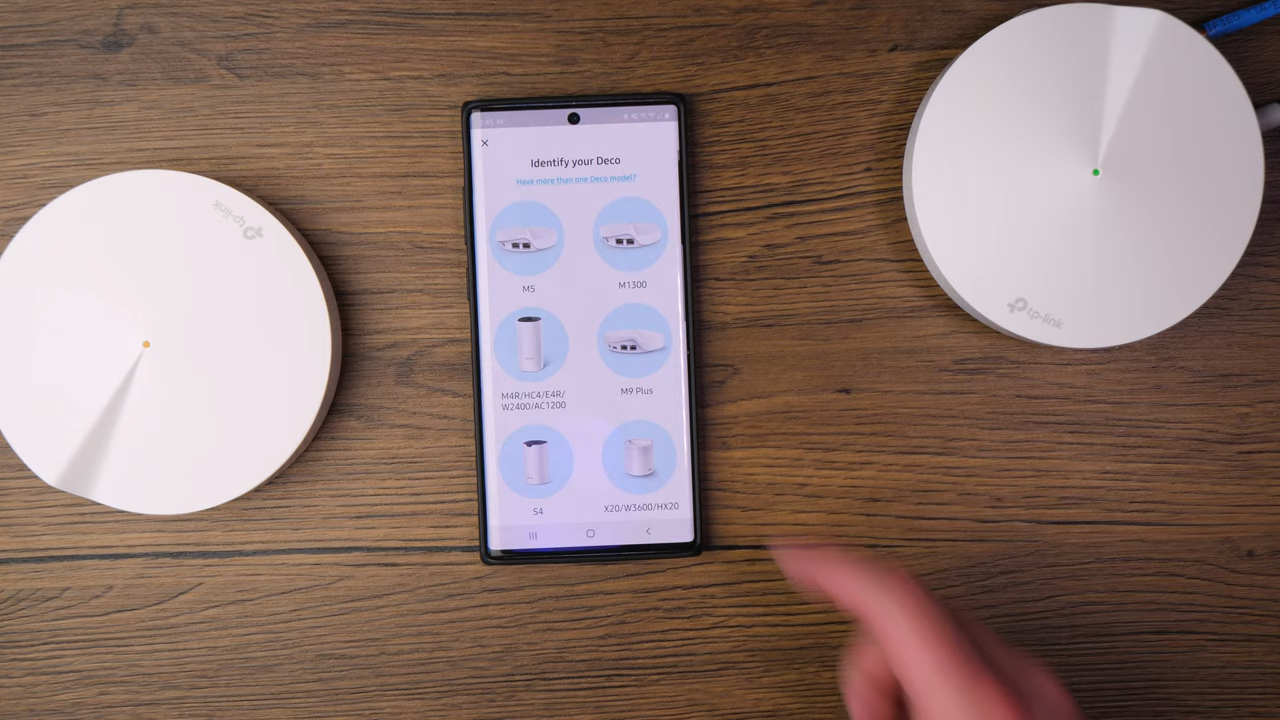 Identify your Deco
Have more than one Deco model?
M5
M1300
M4R/HC4/E4R/
W2400/AC1200
M9 Plus
S4
X20/W3600/HX20
tp-link
tp-link